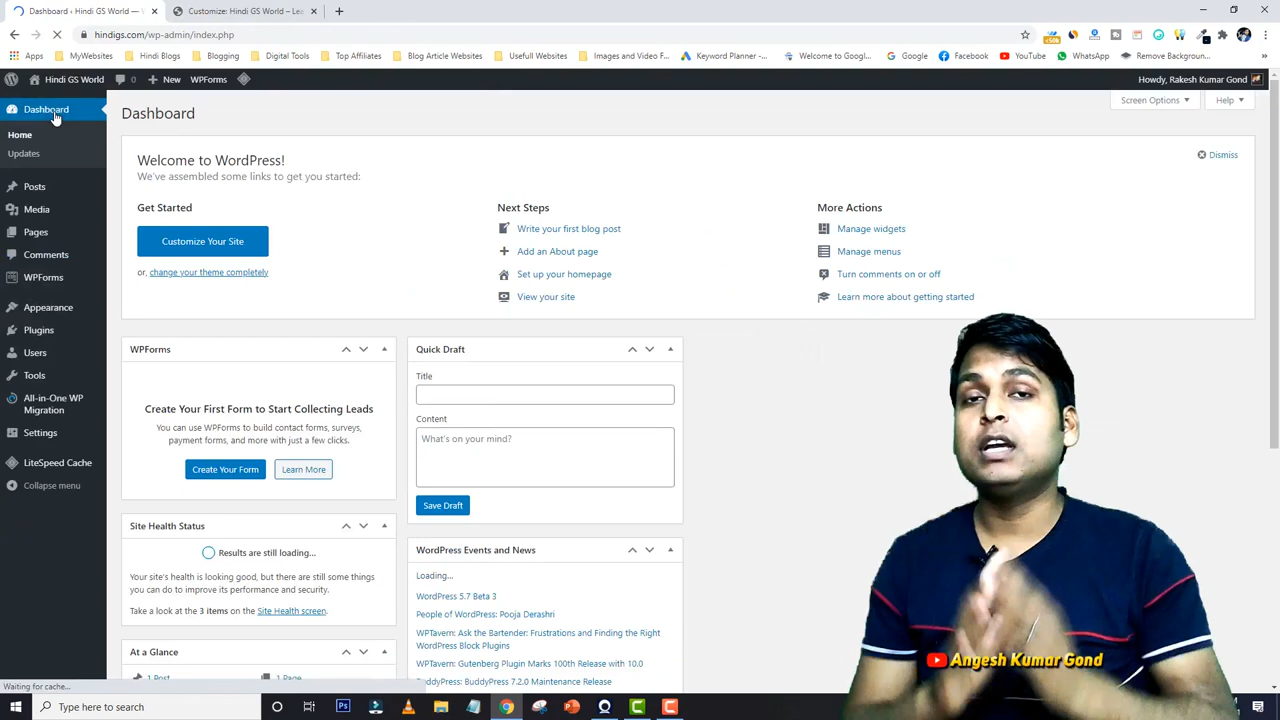 Dashboard ‹ Hindi GS World
Customize: Hindi GS World - Lea
hindigs.com/wp-admin/index.php
Apps
MyWebsites
Hindi Blogs
Blogging
Digital Tools
Top Affiliates
Blog Article Websites
Usefull Websites
Images and Video F...
Keyword Planner -...
Welcome to Googl...
Google
Facebook
YouTube
WhatsApp
Remove Backgroun...
Hindi GS World
0
New
WPForms
Howdy, Rakesh Kumar Gond
Dashboard
Home
Updates
Posts
Media
Pages
Comments
WPForms
Appearance
Plugins
Users
Tools
All-in-One WP
Migration
Settings
LiteSpeed Cache
Collapse menu
Dashboard
Screen Options
Help
Welcome to WordPress!
We've assembled some links to get you started:
Dismiss
Get Started
Customize Your Site
or, change your theme completely
Next Steps
Write your first blog post
Add an About page
Set up your homepage
View your site
More Actions
Manage widgets
Manage menus
Turn comments on or off
Learn more about getting started
WPForms
Create Your First Form to Start Collecting Leads
You can use WPForms to build contact forms, surveys,
payment forms, and more with just a few clicks.
Create Your Form
Learn More
Site Health Status
Results are still loading...
Your site's health is looking good, but there are still some things
you can do to improve its performance and security.
Take a look at the 3 items on the Site Health screen.
At a Glance
1 Post
1 Page
Quick Draft
Title
Content
What's on your mind?
Save Draft
WordPress Events and News
Loading...
WordPress 5.7 Beta 3
People of WordPress: Pooja Derashri
WPTavern: Ask the Bartender: Frustrations and Finding the Right
WordPress Block Plugins
WPTavern: Gutenberg Plugin Marks 100th Release with 10.0
BuddyPress: BuddyPress 7.2.0 Maintenance Release
Angesh Kumar Gond
Waiting for cache...
Type here to search